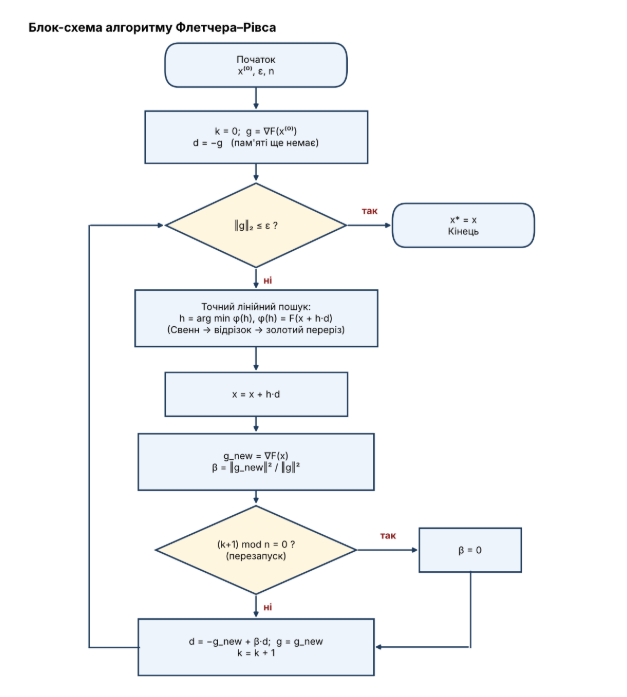 Блок-схема алгоритму Флетчера–Рівса
Початок
x⁽⁰⁾, ε, n
k = 0; g = ∇F(x⁽⁰⁾)
d = −g (пам'яті ще немає)
‖g‖₂ ≤ ε ?
так
x* = x
Кінець
ні
Точний лінійний пошук:
h = arg min φ(h), φ(h) = F(x + h·d)
(Свенн → відрізок → золотий переріз)
x = x + h·d
g_new = ∇F(x)
β = ‖g_new‖² / ‖g‖²
(k+1) mod n = 0 ?
(перезапуск)
так
β = 0
ні
d = −g_new + β·d; g = g_new
k = k + 1